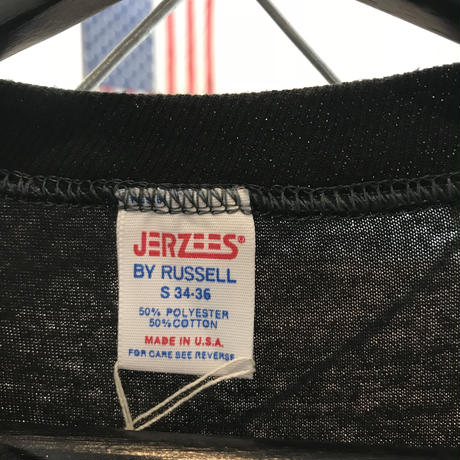 JERZEES®
BY RUSSELL
S 34-36
50% POLYESTER
50% COTTON
MADE IN U.S.A.
FOR CARE SEE REVERSE